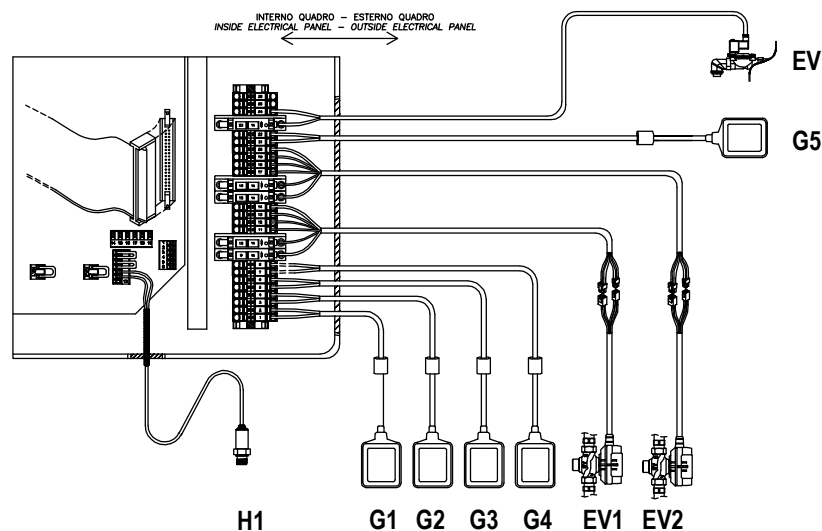 INTERNO QUADRO – ESTERNO QUADRO
INSIDE ELECTRICAL PANEL – OUTSIDE ELECTRICAL PANEL
EV
G5
H1 G1 G2 G3 G4 EV1 EV2